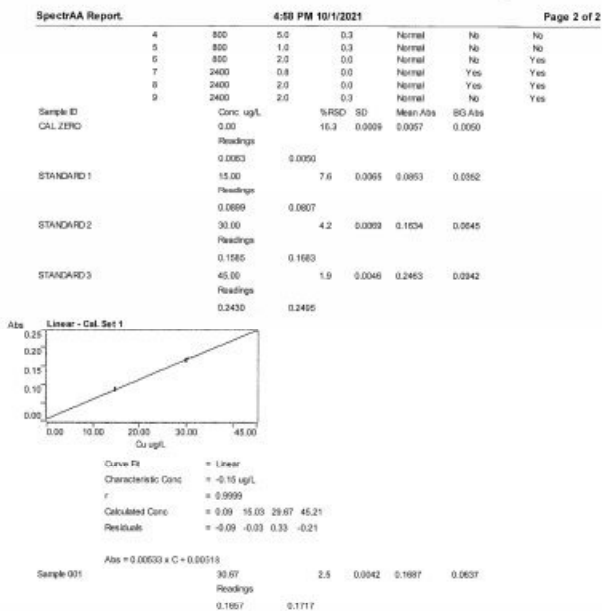 SpectrAA Report. 4:58 PM 10/1/2021 Page 2 of 2
4 800 5.0 0.3 Normal No No
5 800 1.0 0.3 Normal No No
6 800 2.0 0.0 Normal No Yes
7 2400 0.8 0.0 Normal Yes Yes
8 2400 2.0 0.0 Normal Yes Yes
9 2400 2.0 0.3 Normal No Yes
Sample ID Conc. ug/L %RSD SD Mean Abs BG Abs
CAL ZERO 0.00 16.3 0.0009 0.0057 0.0050
Readings
0.0063 0.0050
STANDARD 1 15.00 7.6 0.0065 0.0853 0.0362
Readings
0.0899 0.0807
STANDARD 2 30.00 4.2 0.0069 0.1634 0.0645
Readings
0.1585 0.1683
STANDARD 3 45.00 1.9 0.0046 0.2463 0.0942
Readings
0.2430 0.2495
Abs Linear - Cal. Set 1
0.25
0.20
0.10
0.10
0.00
0.00 10.00 20.00 30.00 45.00
Cu ug/L
Curve Fit = Linear
Characteristic Conc = -0.15 ug/L
r = 0.9999
Calculated Conc = 0.09 15.03 29.67 45.21
Residuals = -0.09 -0.03 0.33 -0.21
Abs = 0.00533 x C + 0.00518
Sample 001 30.67 2.5 0.0042 0.1687 0.0637
Readings
0.1657 0.1717